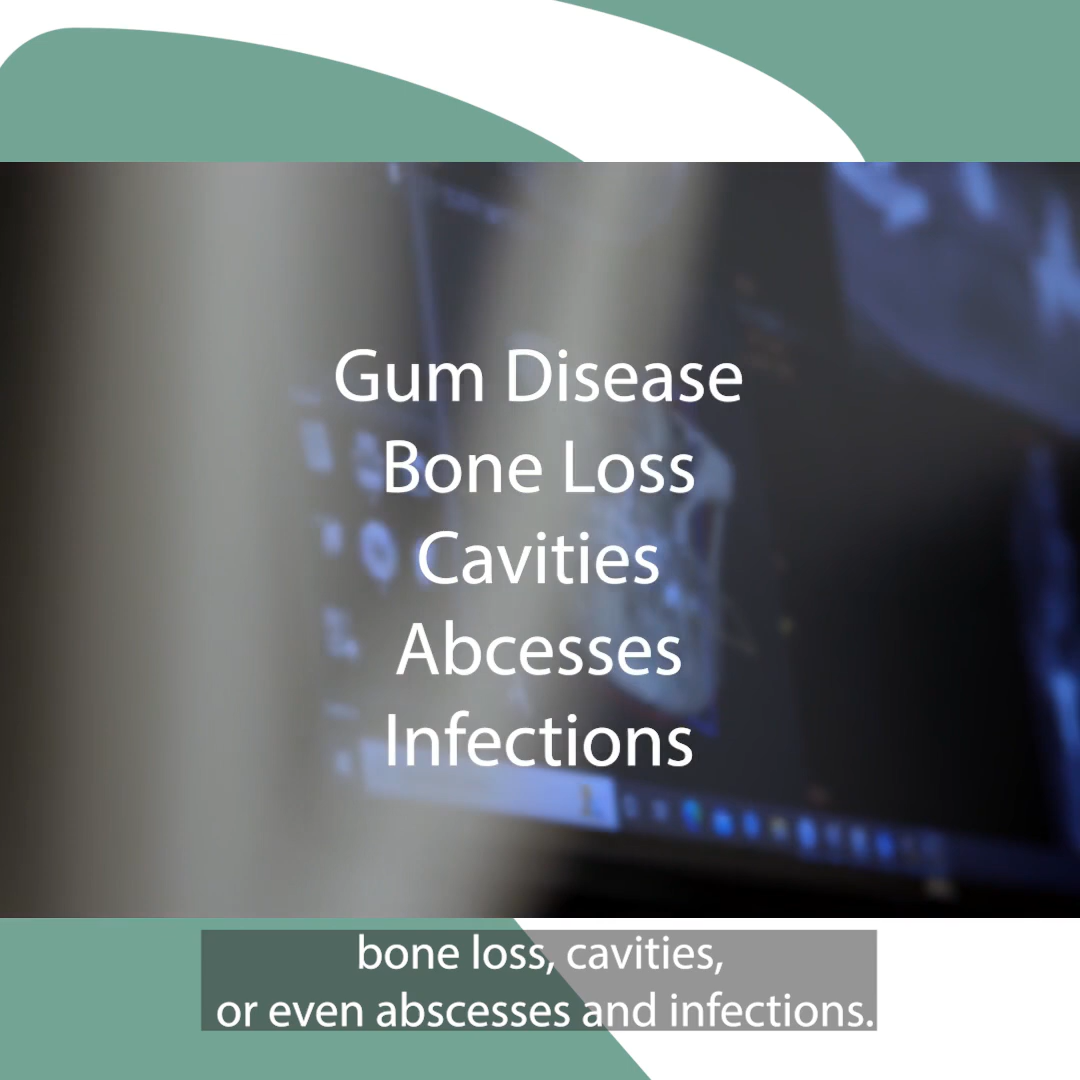 Gum Disease
Bone Loss
Cavities
Abcesses
Infections
bone loss, cavities,
or even abscesses and infections.